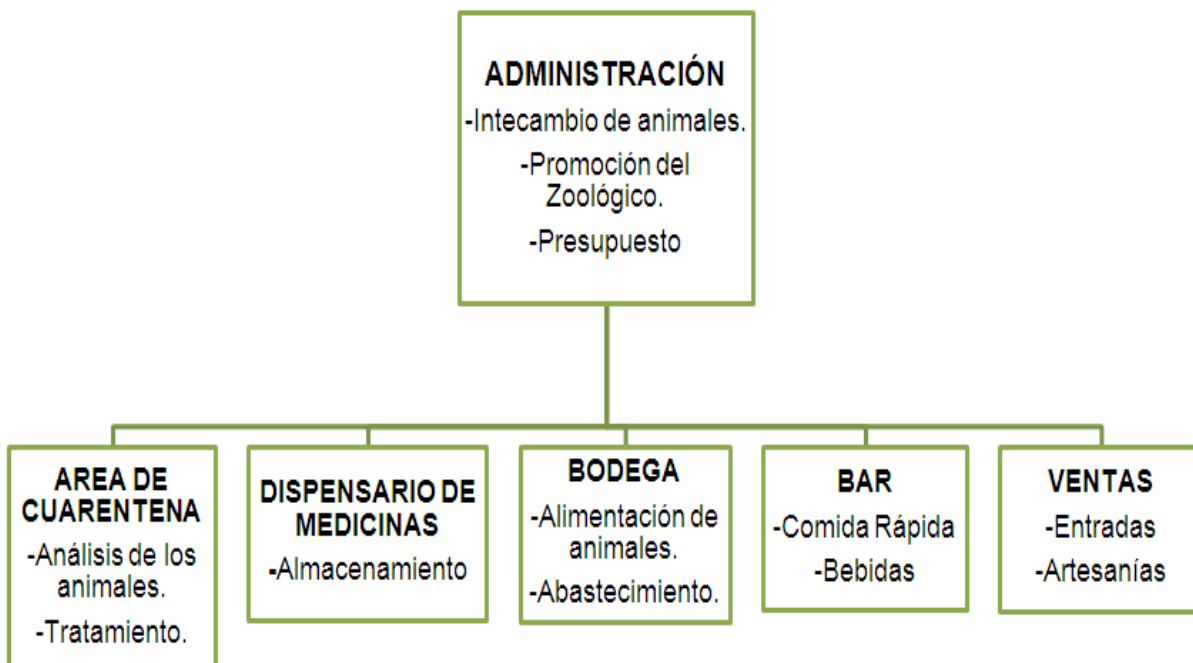 ADMINISTRACIÓN
-Intecambio de animales.
-Promoción del
Zoológico.
-Presupuesto
AREA DE
CUARENTENA
-Análisis de los
animales.
-Tratamiento.
DISPENSARIO DE
MEDICINAS
-Almacenamiento
BODEGA
-Alimentación de
animales.
-Abastecimiento.
BAR
-Comida Rápida
-Bebidas
VENTAS
-Entradas
-Artesanías